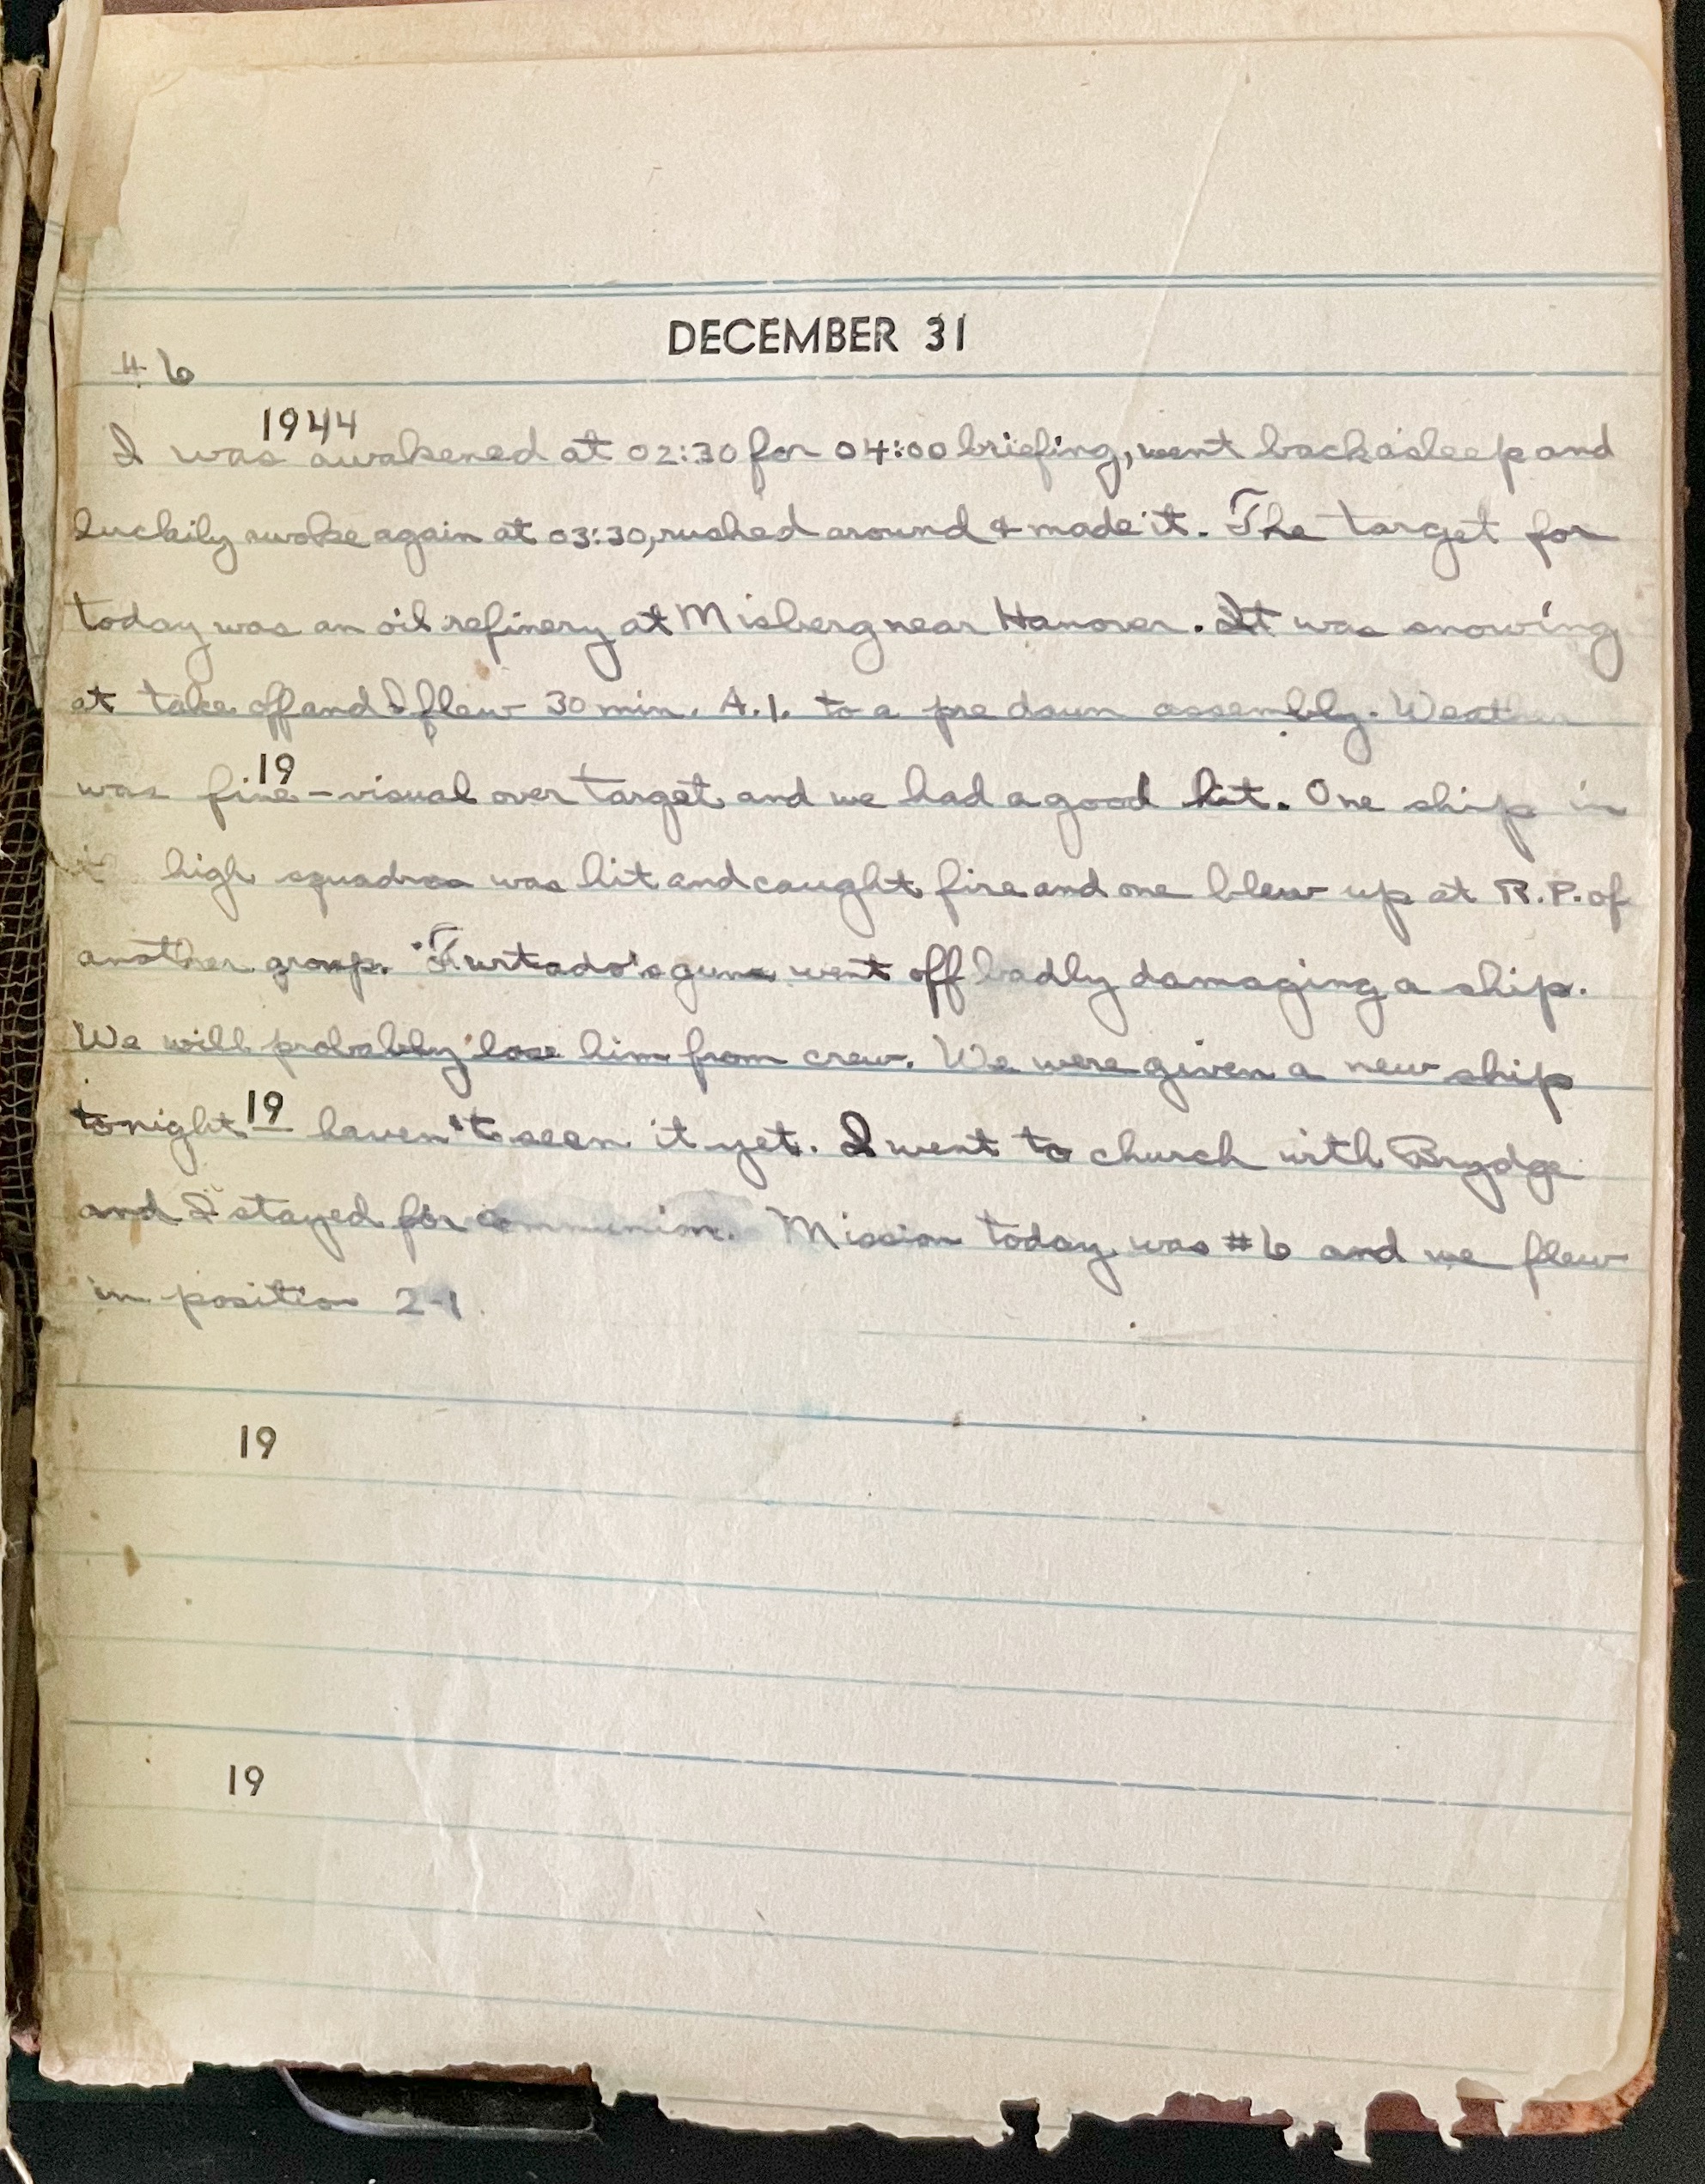 DECEMBER 31
#6
1944
I was awakened at 02:30 for 04:00 briefing, went back asleep and
luckily awoke again at 03:30, rushed around & made it. The target for
today was an oil refinery at Misberg near Hanover. It was snowing
at take off and I flew 30 min. A.I. to a pre dawn assembly. Weather
19
was fine - visual over target and we had a good hit. One ship in
high squadron was hit and caught fire and one blew up at R.P. of
another group. Furtado's guns went off badly damaging a ship.
We will probably lose him from crew. We were given a new ship
19
tonight - haven't seen it yet. I went to church with Brydge
and I stayed for communion. Mission today was #6 and we flew
in position 2-1.
19
19